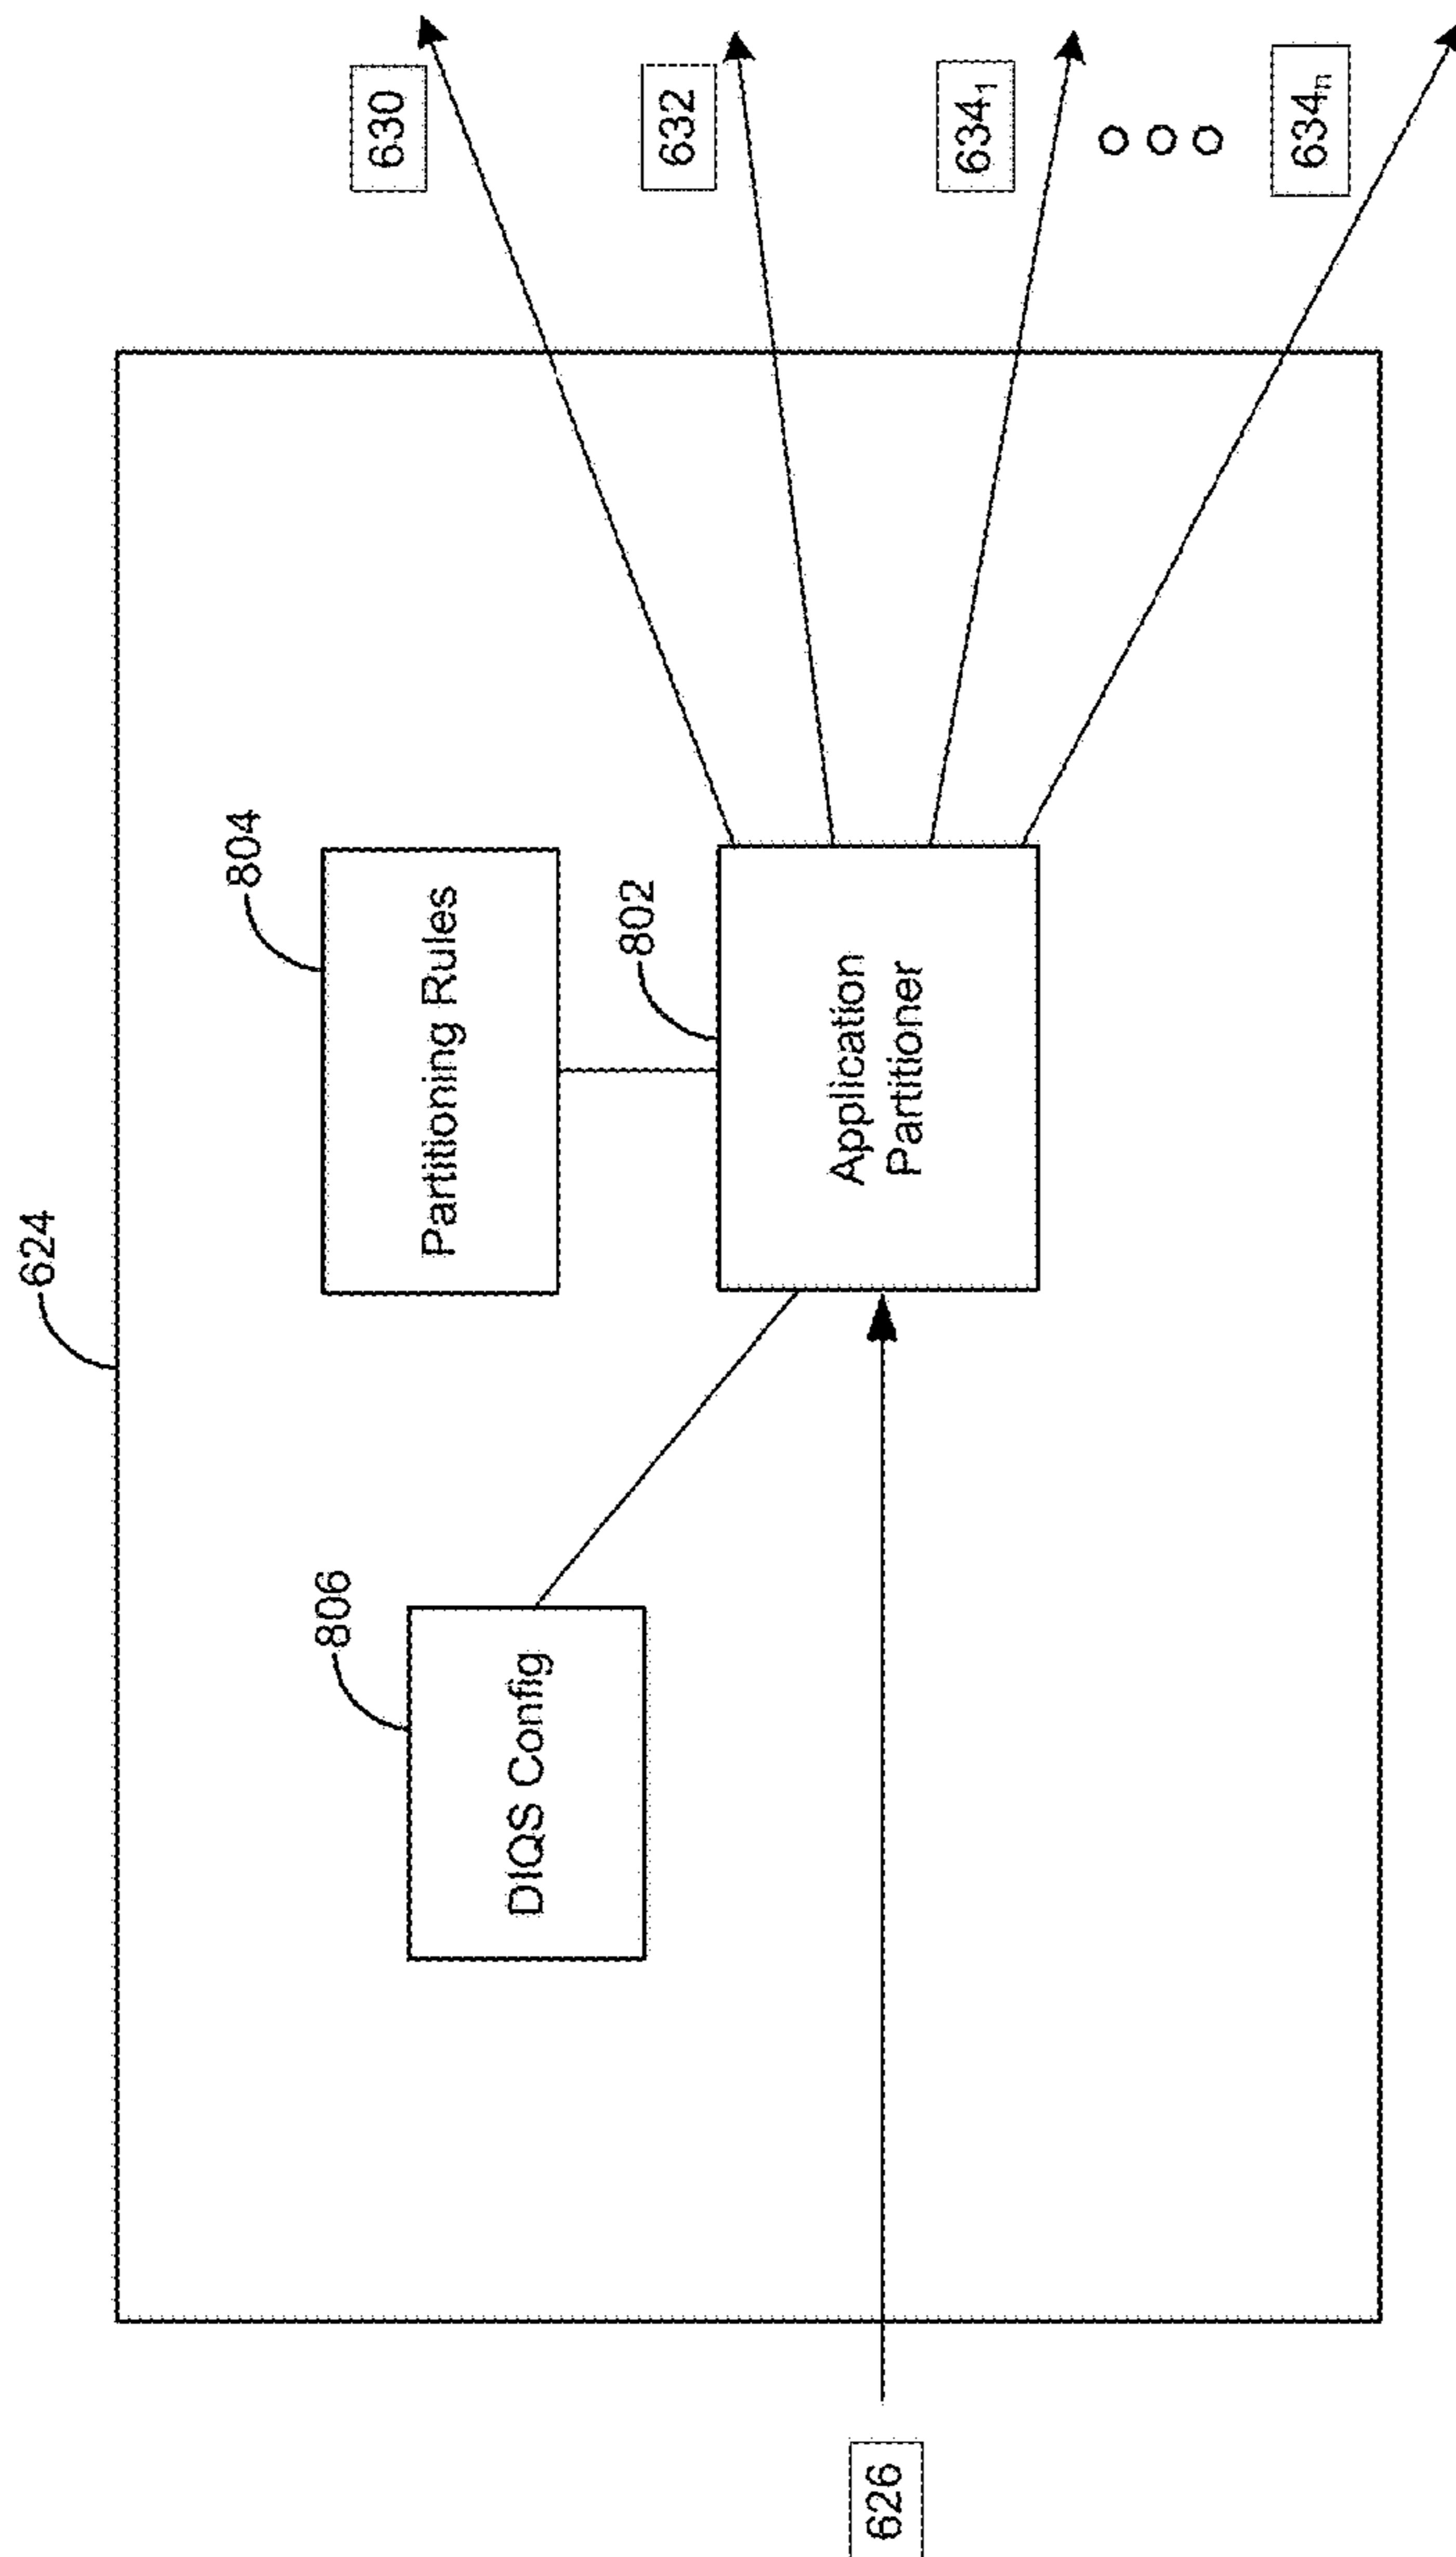 624
804
Partitioning Rules
806
DIQS Config
802
Application
Partitioner
626
630
632
634₁
634ₙ